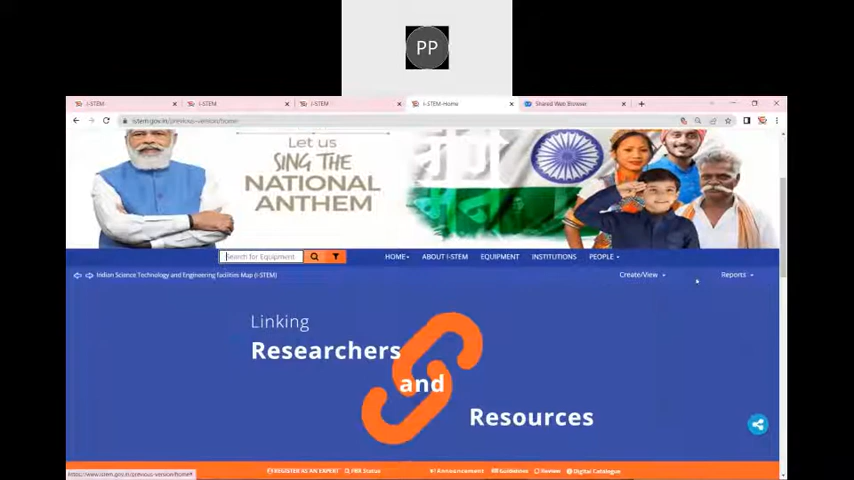 PP
I-STEM
I-STEM
I-STEM
I-STEM-Home
Shared Web Browser
istem.gov.in/previous-version/home
Let us
SING THE
NATIONAL
ANTHEM
Search for Equipment
HOME
ABOUT I-STEM
EQUIPMENT
INSTITUTIONS
PEOPLE
Indian Science Technology and Engineering facilities Map (I-STEM)
Create/View
Reports
Linking
Researchers
and
Resources
https://www.istem.gov.in/previous-version/home#
REGISTER AS AN EXPERT
FBR Status
Announcement
Guidelines
Review
Digital Catalogue